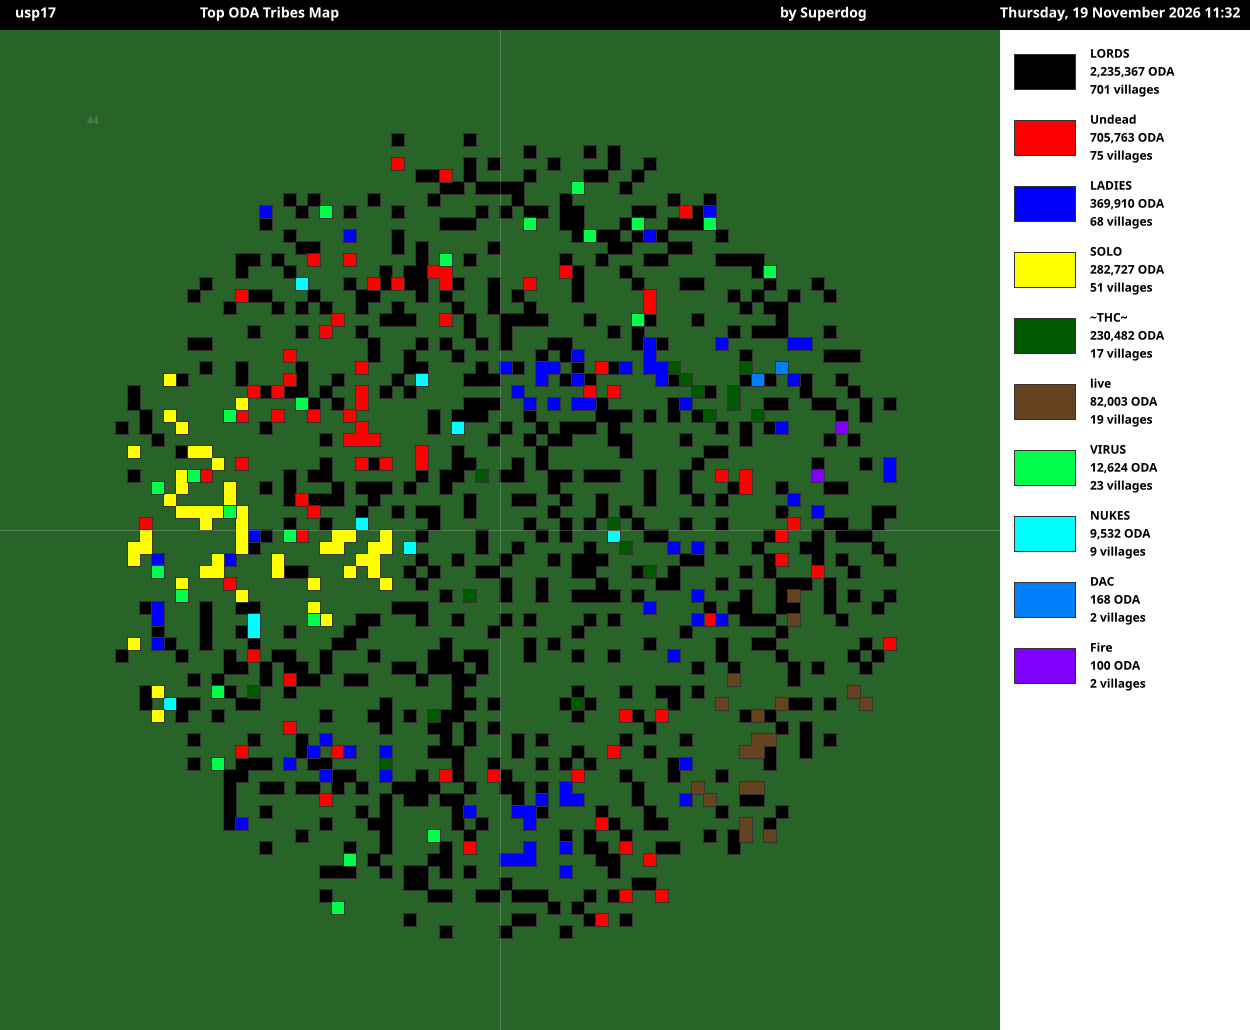 usp17 Top ODA Tribes Map by Superdog Thursday, 19 November 2026 11:32
44
LORDS
2,235,367 ODA
701 villages
Undead
705,763 ODA
75 villages
LADIES
369,910 ODA
68 villages
SOLO
282,727 ODA
51 villages
~THC~
230,482 ODA
17 villages
live
82,003 ODA
19 villages
VIRUS
12,624 ODA
23 villages
NUKES
9,532 ODA
9 villages
DAC
168 ODA
2 villages
Fire
100 ODA
2 villages